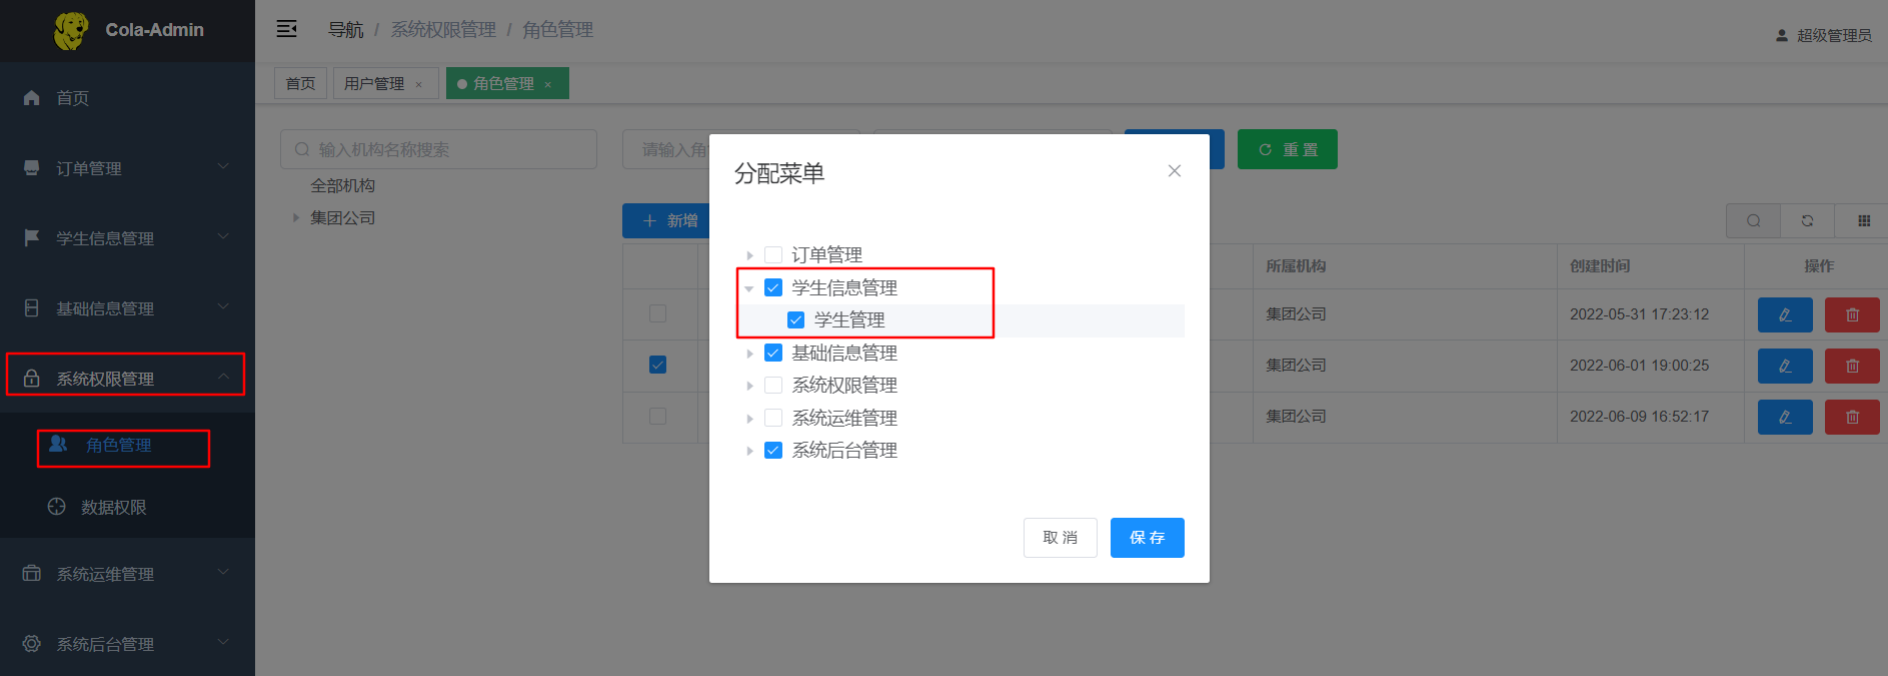 Cola-Admin
首页
订单管理
学生信息管理
基础信息管理
系统权限管理
角色管理
数据权限
系统运维管理
系统后台管理
导航 / 系统权限管理 / 角色管理
超级管理员
首页 用户管理 × 角色管理 ×
输入机构名称搜索
全部机构
集团公司
请输入角
重置
新增
所属机构 创建时间 操作
集团公司 2022-05-31 17:23:12
集团公司 2022-06-01 19:00:25
集团公司 2022-06-09 16:52:17
分配菜单
订单管理
学生信息管理
学生管理
基础信息管理
系统权限管理
系统运维管理
系统后台管理
取消 保存